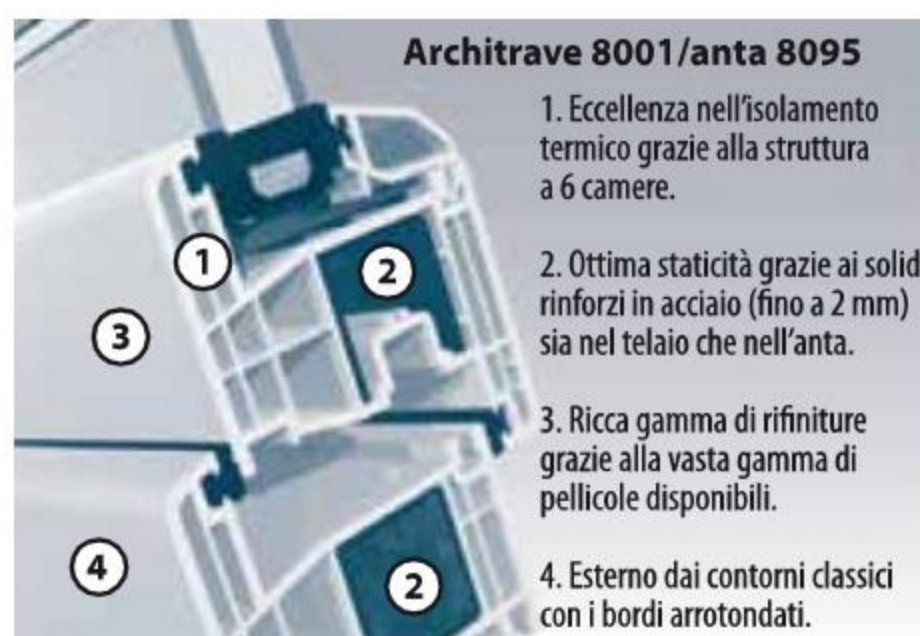 Architrave 8001/anta 8095
1. Eccellenza nell'isolamento
termico grazie alla struttura
a 6 camere.
2. Ottima staticità grazie ai solid
rinforzi in acciaio (fino a 2 mm)
sia nel telaio che nell'anta.
3. Ricca gamma di rifiniture
grazie alla vasta gamma di
pellicole disponibili.
4. Esterno dai contorni classici
con i bordi arrotondati.
1
2
3
4
2